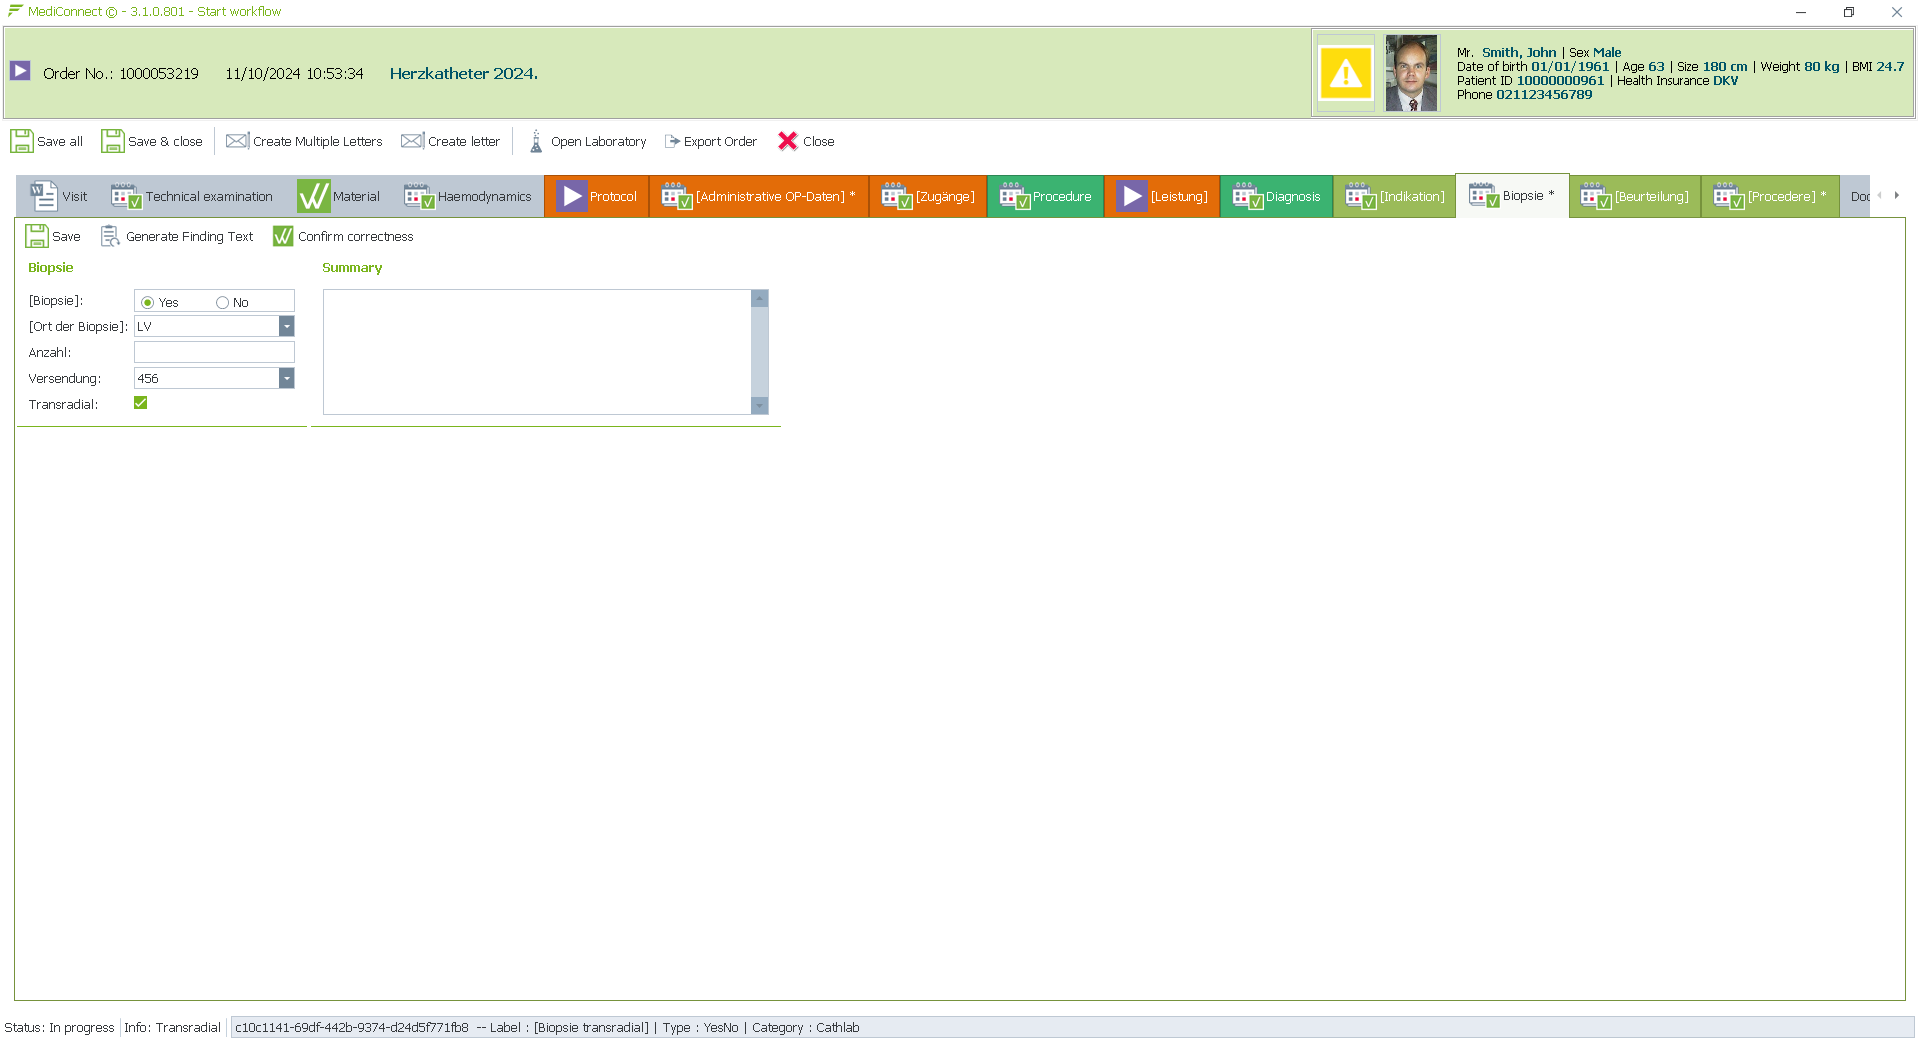 MediConnect © - 3.1.0.801 - Start workflow
Order No.: 1000053219 11/10/2024 10:53:34 Herzkatheter 2024.
Mr. Smith, John | Sex Male
Date of birth 01/01/1961 | Age 63 | Size 180 cm | Weight 80 kg | BMI 24.7
Patient ID 10000000961 | Health Insurance DKV
Phone 021123456789
Save all Save & close Create Multiple Letters Create letter Open Laboratory Export Order Close
Visit Technical examination Material Haemodynamics Protocol [Administrative OP-Daten] * [Zugänge] Procedure [Leistung] Diagnosis [Indikation] Biopsie * [Beurteilung] [Procedere] * Doc
Save Generate Finding Text Confirm correctness
Biopsie Summary
[Biopsie]: Yes No
[Ort der Biopsie]: LV
Anzahl:
Versendung: 456
Transradial:
Status: In progress Info: Transradial c10c1141-69df-442b-9374-d24d5f771fb8 -- Label : [Biopsie transradial] | Type : YesNo | Category : Cathlab